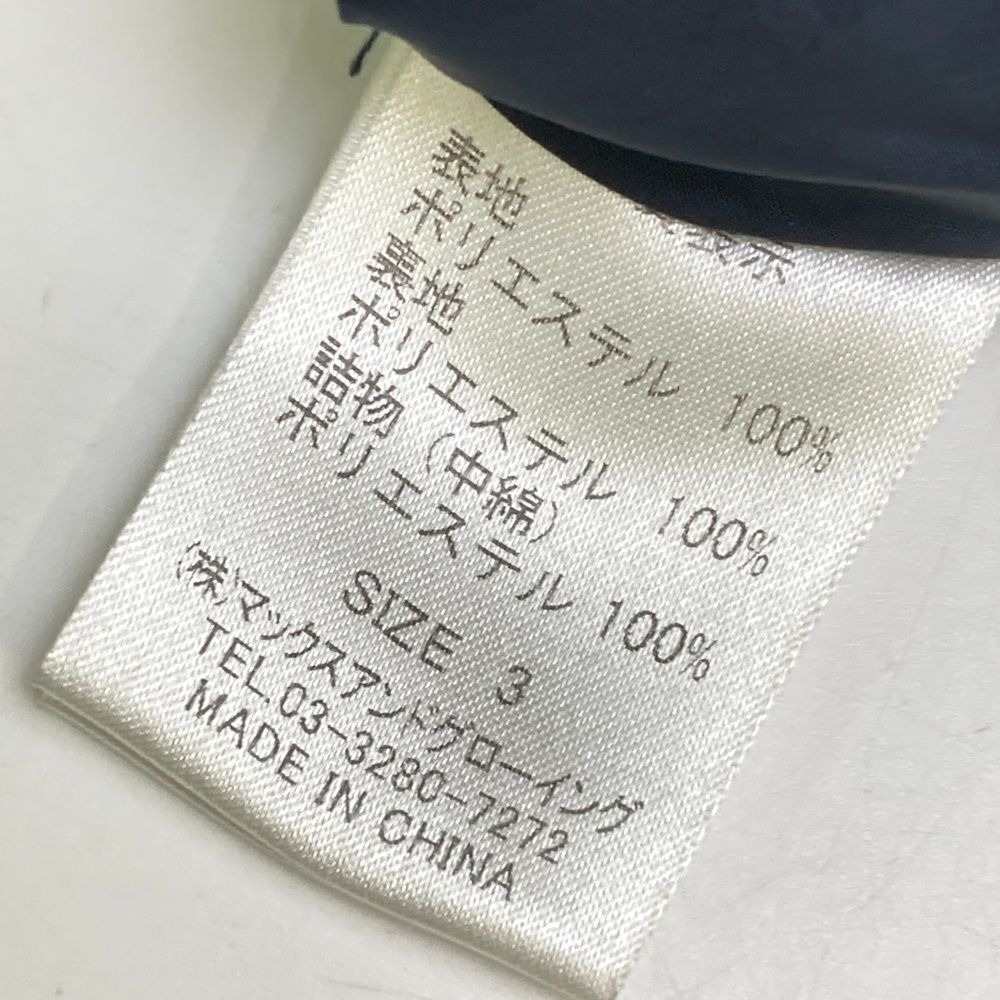 表示
表地
ポリエステル 100%
裏地
ポリエステル 100%
詰物(中綿)
ポリエステル 100%
SIZE 3
(株)マックスアンドグローイング
TEL.03-3280-7272
MADE IN CHINA